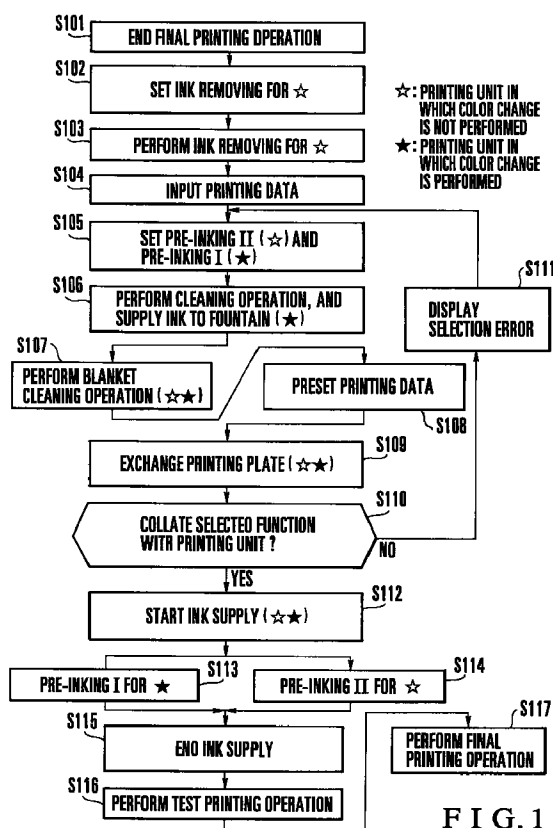 S101
END FINAL PRINTING OPERATION
S102
SET INK REMOVING FOR ☆
☆: PRINTING UNIT IN
WHICH COLOR CHANGE
IS NOT PERFORMED
★: PRINTING UNIT IN
WHICH COLOR CHANGE
IS PERFORMED
S103
PERFORM INK REMOVING FOR ☆
S104
INPUT PRINTING DATA
S105
SET PRE-INKING II (☆) AND
PRE-INKING I (★)
S111
DISPLAY
SELECTION ERROR
S106
PERFORM CLEANING OPERATION, AND
SUPPLY INK TO FOUNTAIN (★)
S107
PERFORM BLANKET
CLEANING OPERATION (☆★)
PRESET PRINTING DATA
S108
S109
EXCHANGE PRINTING PLATE (☆★)
S110
COLLATE SELECTED FUNCTION
WITH PRINTING UNIT ?
NO
YES
S112
START INK SUPPLY (☆★)
S113
PRE-INKING I FOR ★
S114
PRE-INKING II FOR ☆
S115
END INK SUPPLY
S117
PERFORM FINAL
PRINTING OPERATION
S116
PERFORM TEST PRINTING OPERATION
FIG.1